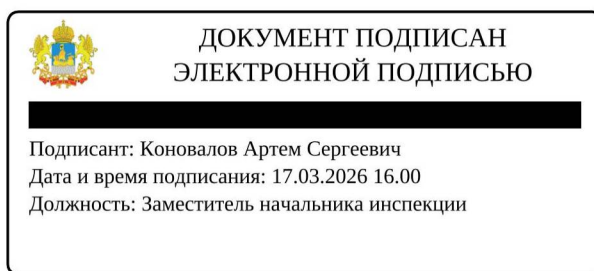 ДОКУМЕНТ ПОДПИСАН
ЭЛЕКТРОННОЙ ПОДПИСЬЮ
Подписант: Коновалов Артем Сергеевич
Дата и время подписания: 17.03.2026 16.00
Должность: Заместитель начальника инспекции